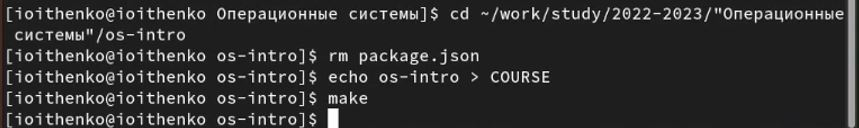 [ioithenko@ioithenko Операционные системы]$ cd ~/work/study/2022-2023/"Операционные
 системы"/os-intro
[ioithenko@ioithenko os-intro]$ rm package.json
[ioithenko@ioithenko os-intro]$ echo os-intro > COURSE
[ioithenko@ioithenko os-intro]$ make
[ioithenko@ioithenko os-intro]$